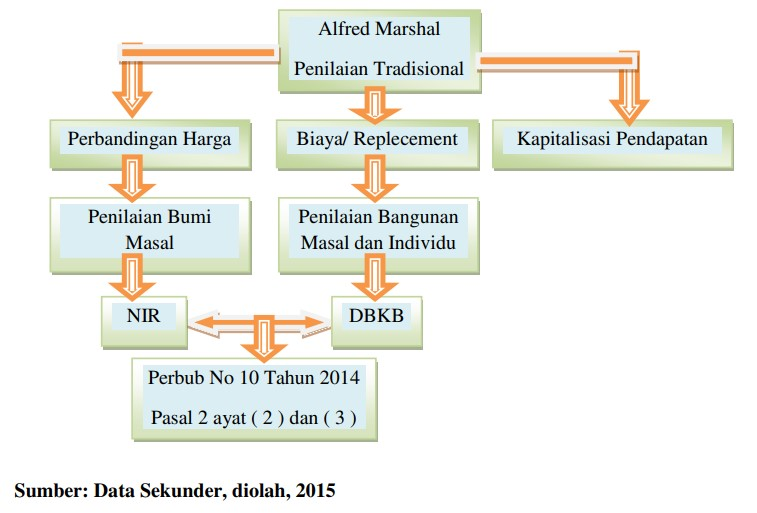 Alfred Marshal
Penilaian Tradisional
Perbandingan Harga
Biaya/ Replecement
Kapitalisasi Pendapatan
Penilaian Bumi
Masal
Penilaian Bangunan
Masal dan Individu
NIR
DBKB
Perbub No 10 Tahun 2014
Pasal 2 ayat ( 2 ) dan ( 3 )
Sumber: Data Sekunder, diolah, 2015